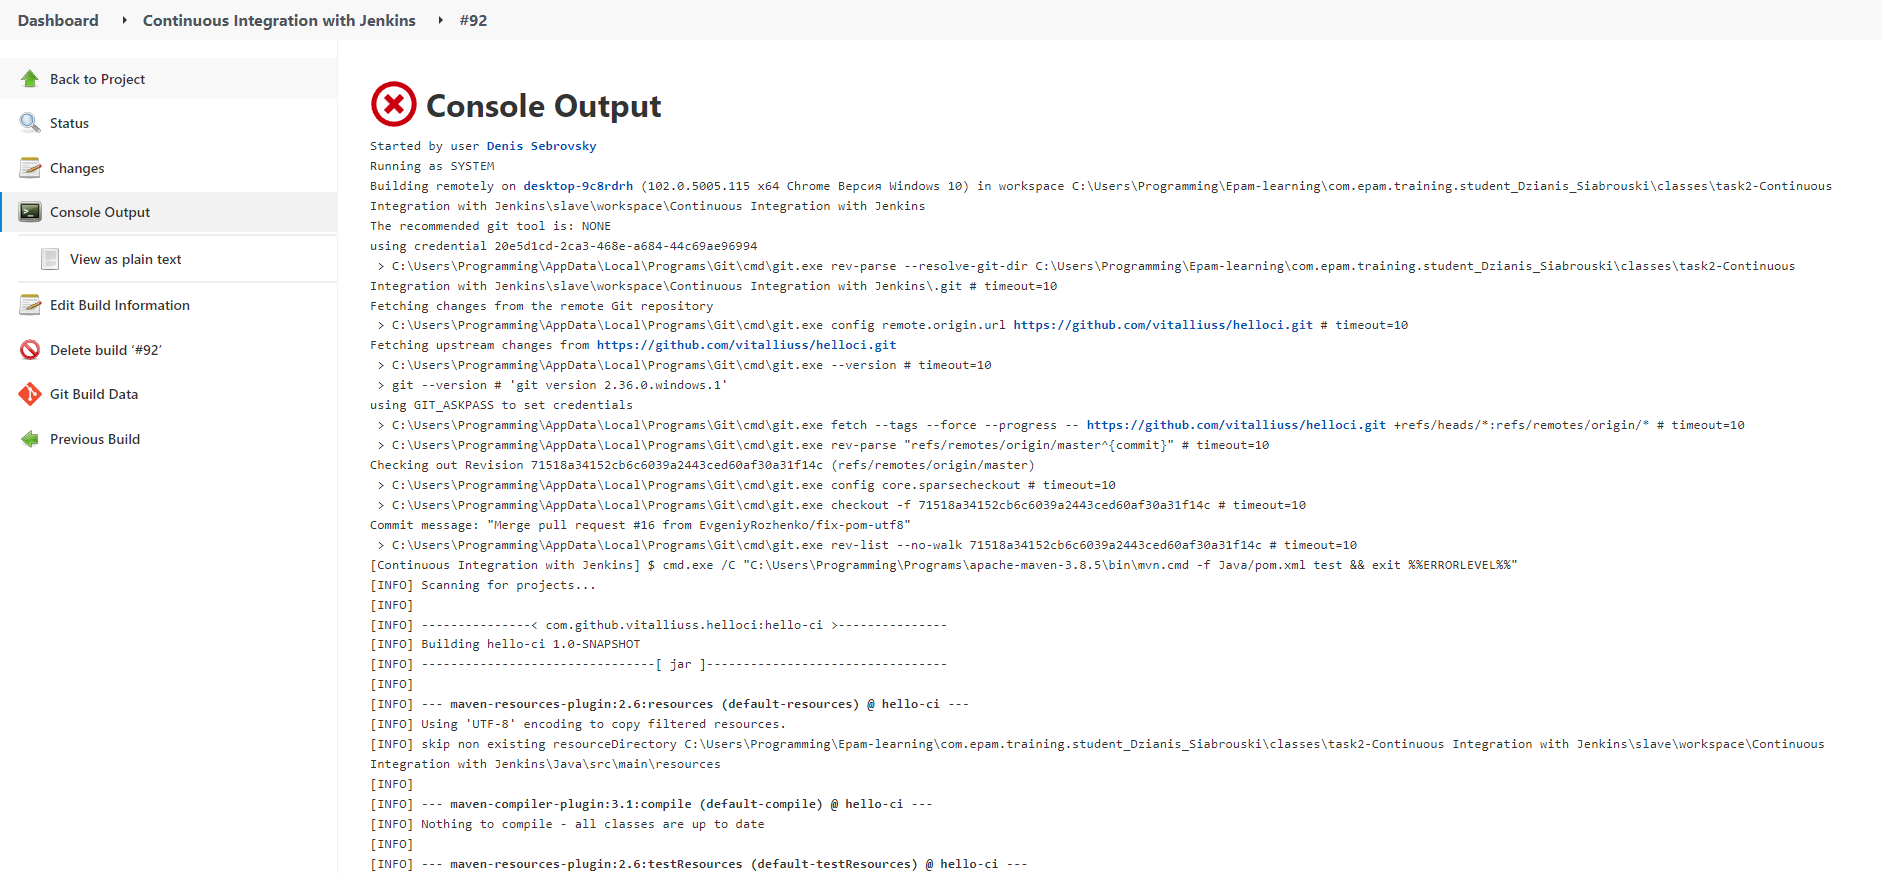 Dashboard Continuous Integration with Jenkins #92
Back to Project
Status
Changes
Console Output
View as plain text
Edit Build Information
Delete build ‘#92’
Git Build Data
Previous Build
Console Output
Started by user Denis Sebrovsky
Running as SYSTEM
Building remotely on desktop-9c8rdrh (102.0.5005.115 x64 Chrome Версия Windows 10) in workspace C:\Users\Programming\Epam-learning\com.epam.training.student_Dzianis_Siabrouski\classes\task2-Continuous
Integration with Jenkins\slave\workspace\Continuous Integration with Jenkins
The recommended git tool is: NONE
using credential 20e5d1cd-2ca3-468e-a684-44c69ae96994
> C:\Users\Programming\AppData\Local\Programs\Git\cmd\git.exe rev-parse --resolve-git-dir C:\Users\Programming\Epam-learning\com.epam.training.student_Dzianis_Siabrouski\classes\task2-Continuous
Integration with Jenkins\slave\workspace\Continuous Integration with Jenkins\.git # timeout=10
Fetching changes from the remote Git repository
> C:\Users\Programming\AppData\Local\Programs\Git\cmd\git.exe config remote.origin.url https://github.com/vitalliuss/helloci.git # timeout=10
Fetching upstream changes from https://github.com/vitalliuss/helloci.git
> C:\Users\Programming\AppData\Local\Programs\Git\cmd\git.exe --version # timeout=10
> git --version # 'git version 2.36.0.windows.1'
using GIT_ASKPASS to set credentials
> C:\Users\Programming\AppData\Local\Programs\Git\cmd\git.exe fetch --tags --force --progress -- https://github.com/vitalliuss/helloci.git +refs/heads/*:refs/remotes/origin/* # timeout=10
> C:\Users\Programming\AppData\Local\Programs\Git\cmd\git.exe rev-parse "refs/remotes/origin/master^{commit}" # timeout=10
Checking out Revision 71518a34152cb6c6039a2443ced60af30a31f14c (refs/remotes/origin/master)
> C:\Users\Programming\AppData\Local\Programs\Git\cmd\git.exe config core.sparsecheckout # timeout=10
> C:\Users\Programming\AppData\Local\Programs\Git\cmd\git.exe checkout -f 71518a34152cb6c6039a2443ced60af30a31f14c # timeout=10
Commit message: "Merge pull request #16 from EvgeniyRozhenko/fix-pom-utf8"
> C:\Users\Programming\AppData\Local\Programs\Git\cmd\git.exe rev-list --no-walk 71518a34152cb6c6039a2443ced60af30a31f14c # timeout=10
[Continuous Integration with Jenkins] $ cmd.exe /C "C:\Users\Programming\Programs\apache-maven-3.8.5\bin\mvn.cmd -f Java/pom.xml test && exit %%ERRORLEVEL%%"
[INFO] Scanning for projects...
[INFO]
[INFO] ---------------< com.github.vitalliuss.helloci:hello-ci >---------------
[INFO] Building hello-ci 1.0-SNAPSHOT
[INFO] --------------------------------[ jar ]---------------------------------
[INFO]
[INFO] --- maven-resources-plugin:2.6:resources (default-resources) @ hello-ci ---
[INFO] Using 'UTF-8' encoding to copy filtered resources.
[INFO] skip non existing resourceDirectory C:\Users\Programming\Epam-learning\com.epam.training.student_Dzianis_Siabrouski\classes\task2-Continuous Integration with Jenkins\slave\workspace\Continuous
Integration with Jenkins\Java\src\main\resources
[INFO]
[INFO] --- maven-compiler-plugin:3.1:compile (default-compile) @ hello-ci ---
[INFO] Nothing to compile - all classes are up to date
[INFO]
[INFO] --- maven-resources-plugin:2.6:testResources (default-testResources) @ hello-ci ---